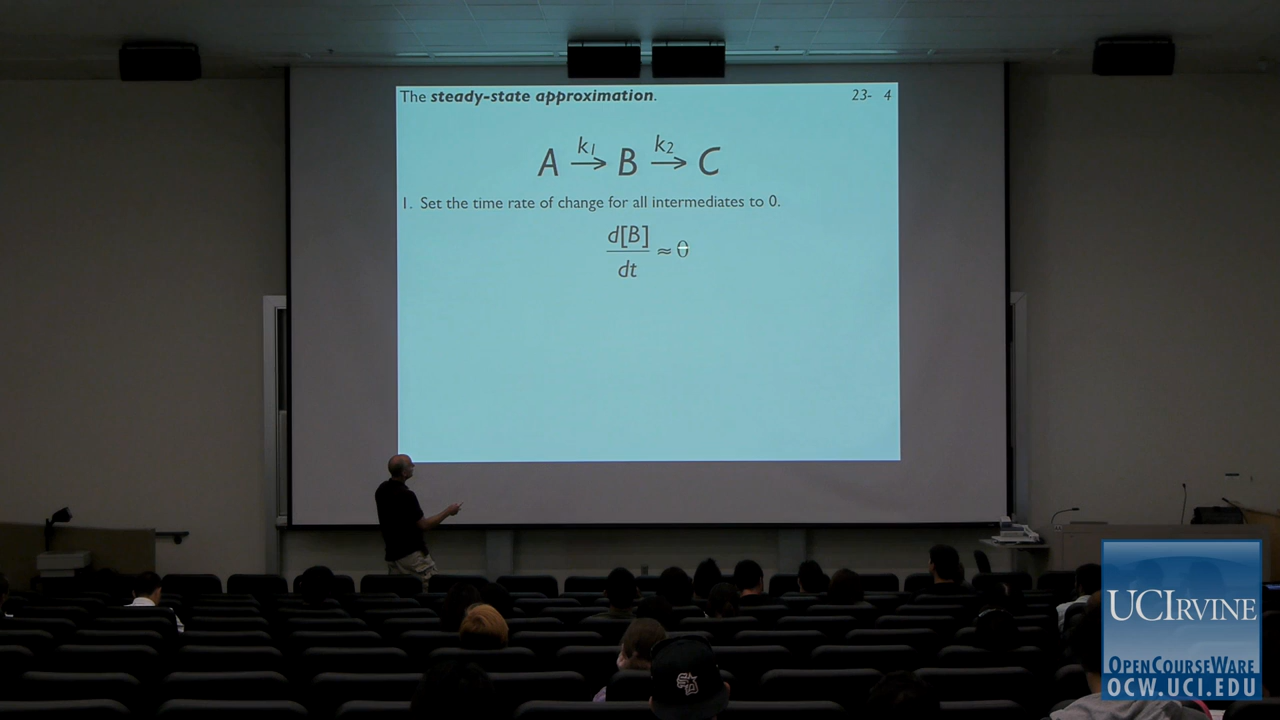 The steady-state approximation. 23- 4
k1 k2
A → B → C
1. Set the time rate of change for all intermediates to 0.
d[B]
≈ 0
dt
UCIRVINE
OPENCOURSEWARE
OCW.UCI.EDU